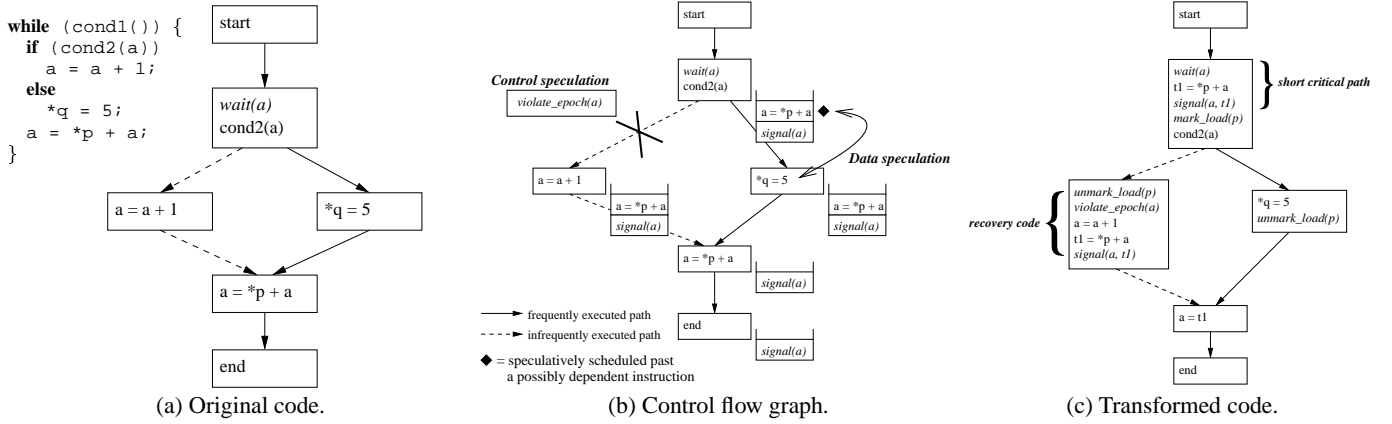 while (cond1()) {
if (cond2(a))
a = a + 1;
else
*q = 5;
a = *p + a;
}
start
wait(a)
cond2(a)
a = a + 1
*q = 5
a = *p + a
end
(a) Original code.
start
Control speculation
violate_epoch(a)
wait(a)
cond2(a)
a = *p + a
signal(a)
Data speculation
a = a + 1
a = *p + a
signal(a)
*q = 5
a = *p + a
signal(a)
a = *p + a
signal(a)
end
signal(a)
frequently executed path
infrequently executed path
= speculatively scheduled past
a possibly dependent instruction
(b) Control flow graph.
start
wait(a)
t1 = *p + a
signal(a, t1)
mark_load(p)
cond2(a)
short critical path
recovery code
unmark_load(p)
violate_epoch(a)
a = a + 1
t1 = *p + a
signal(a, t1)
*q = 5
unmark_load(p)
a = t1
end
(c) Transformed code.